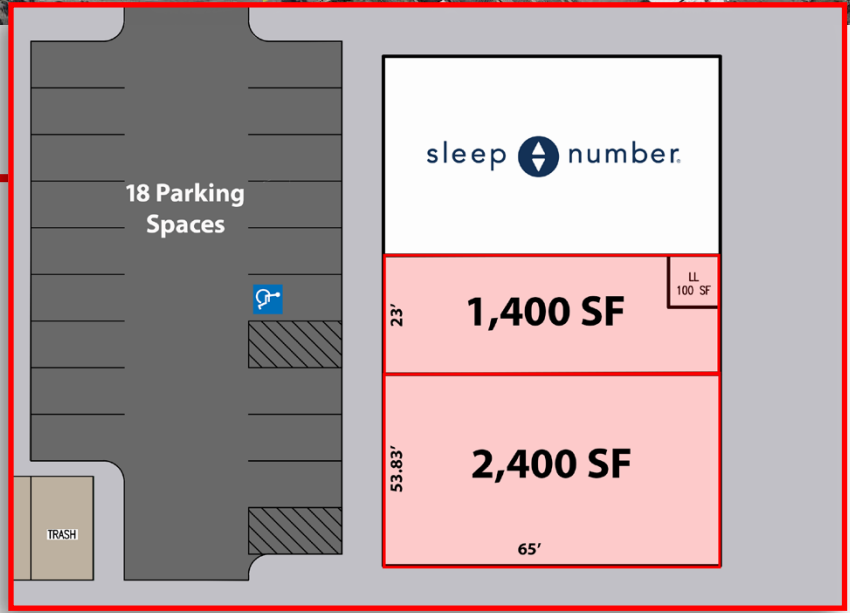 18 Parking
Spaces
sleep number.
LL
100 SF
23’
1,400 SF
53.83’
2,400 SF
65’
TRASH